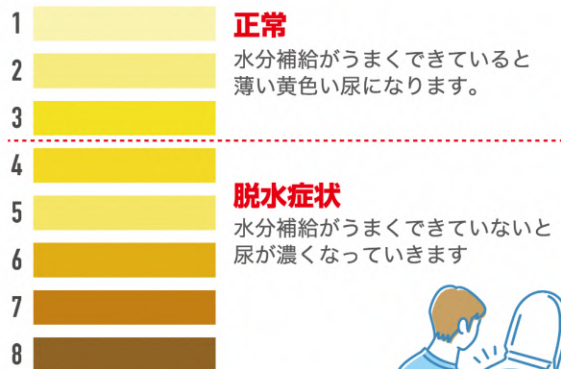 1
2
3
正常
水分補給がうまくできていると
薄い黄色い尿になります。
4
5
6
7
8
脱水症状
水分補給がうまくできていないと
尿が濃くなっていきます